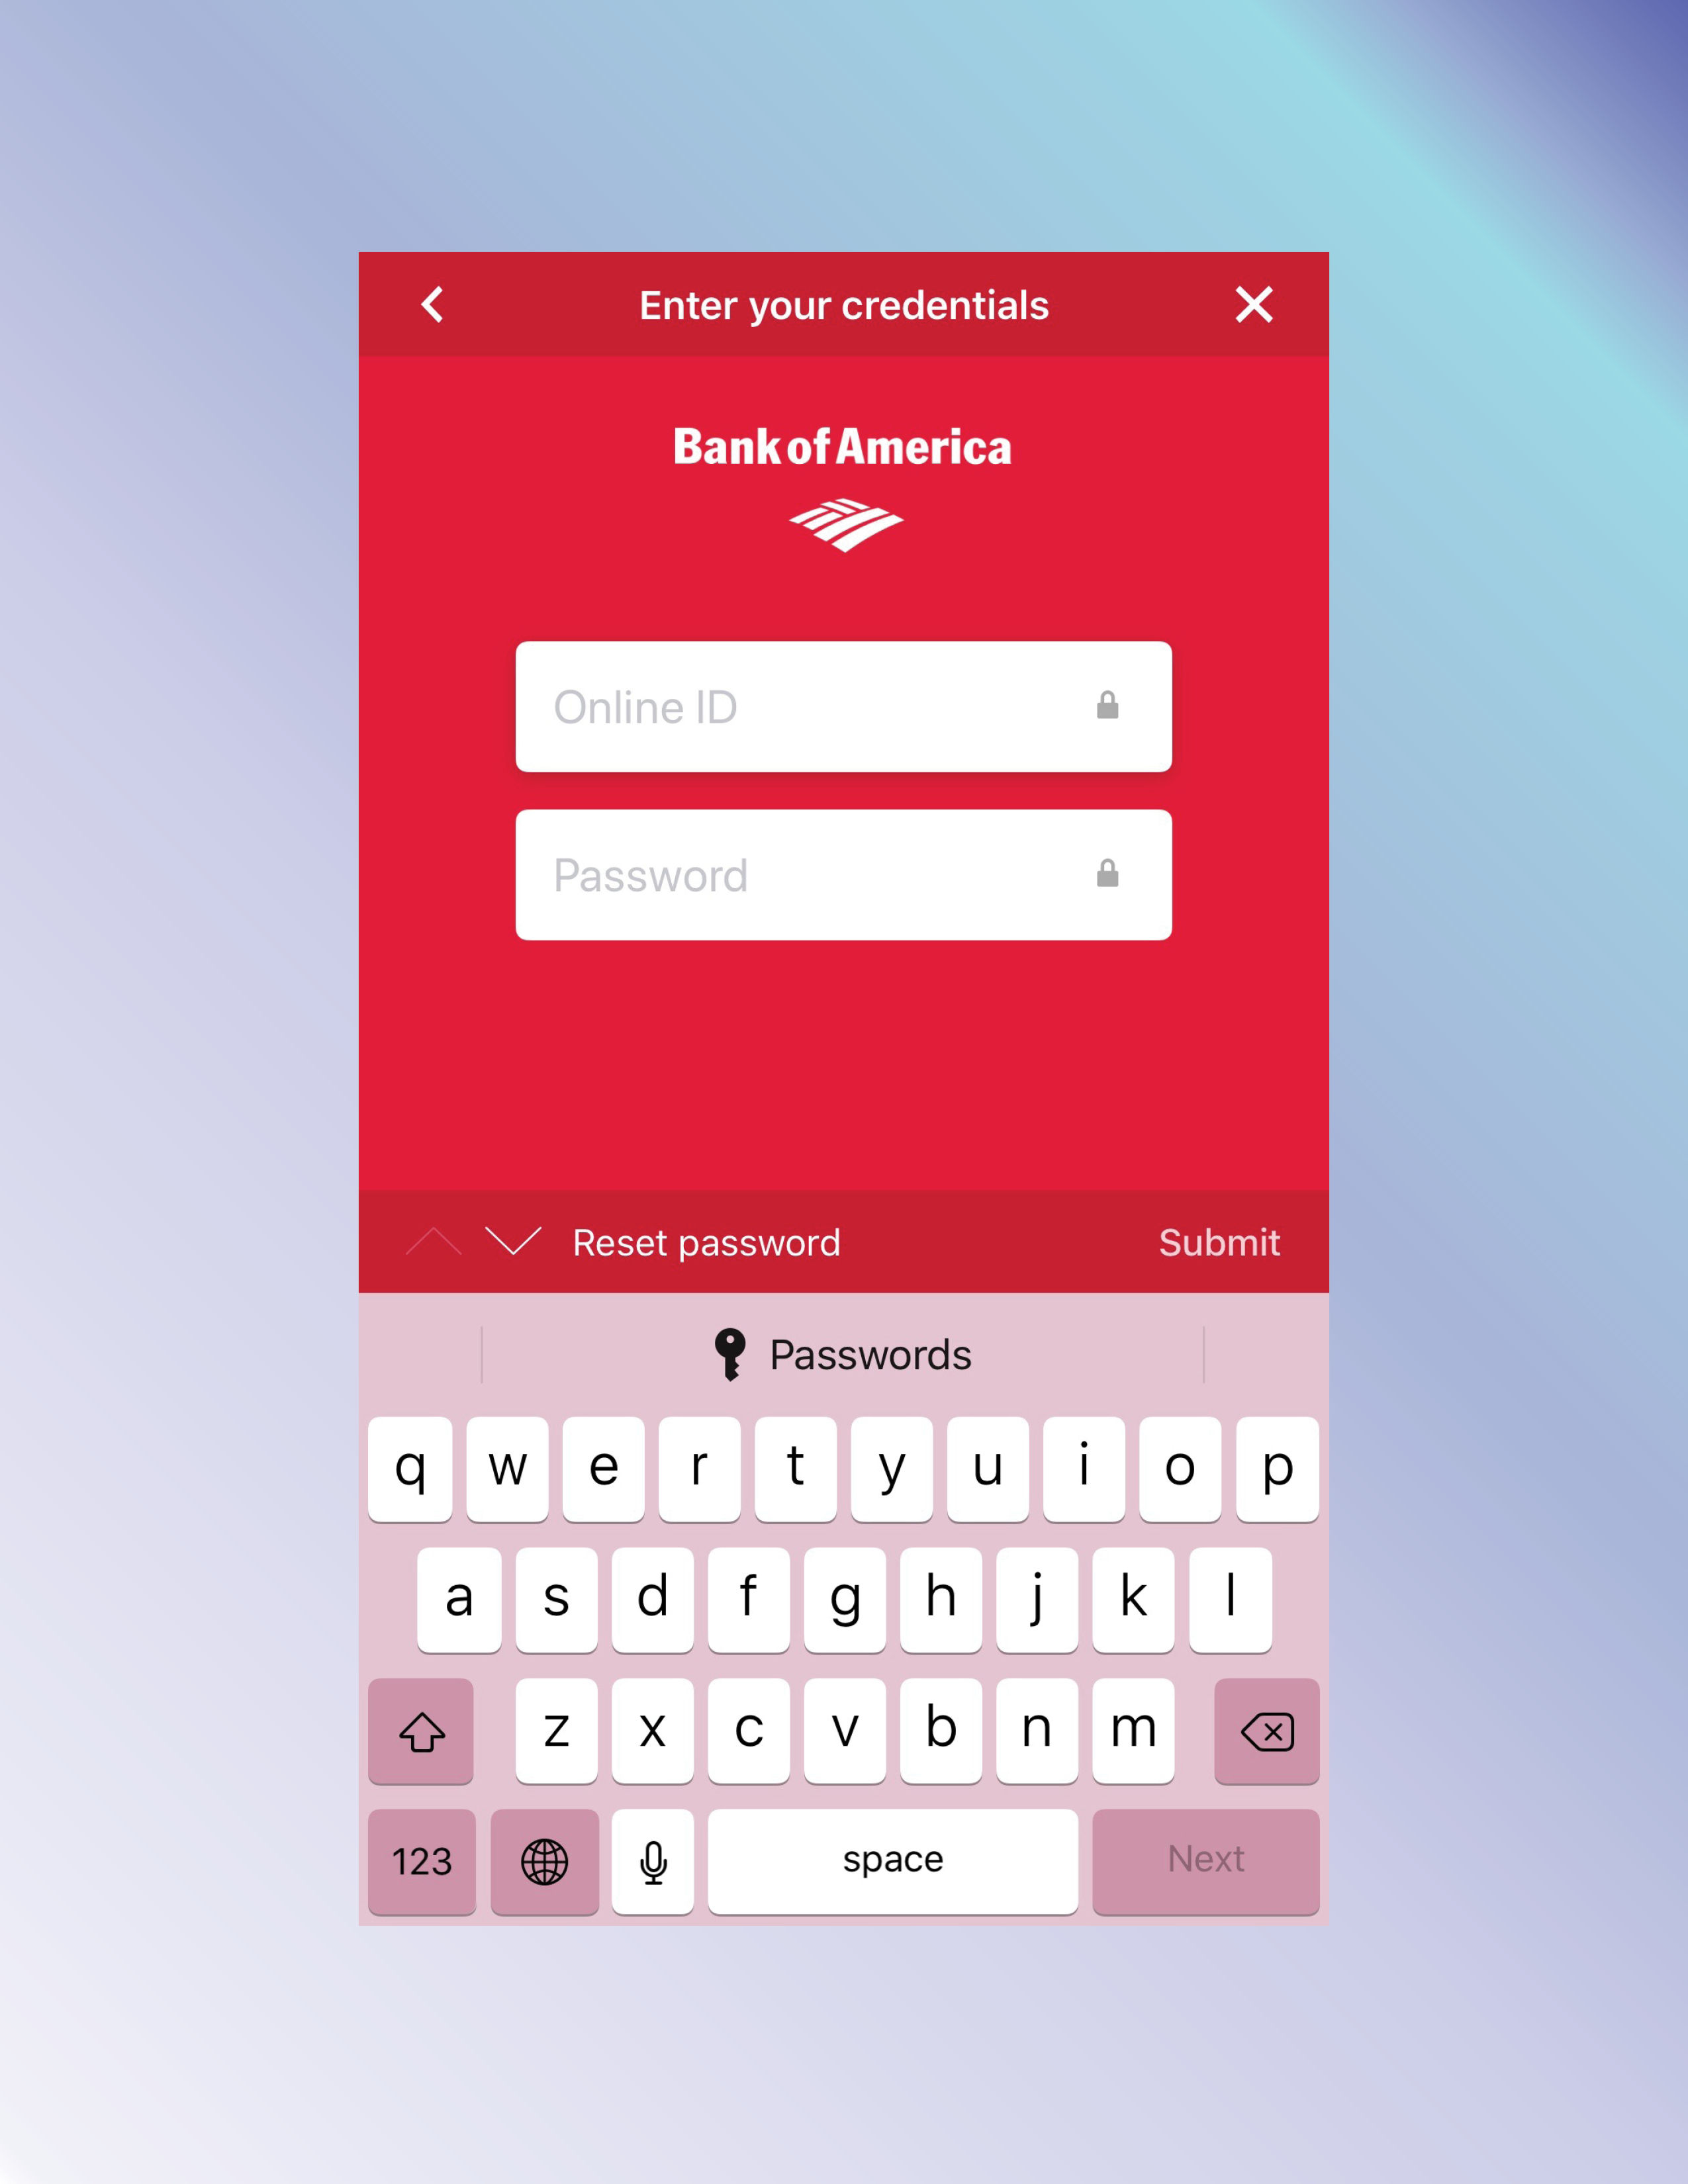 Enter your credentials
Bank of America
Online ID
Password
Reset password Submit
Passwords
q w e r t y u i o p
a s d f g h j k l
z x c v b n m
123 space Next